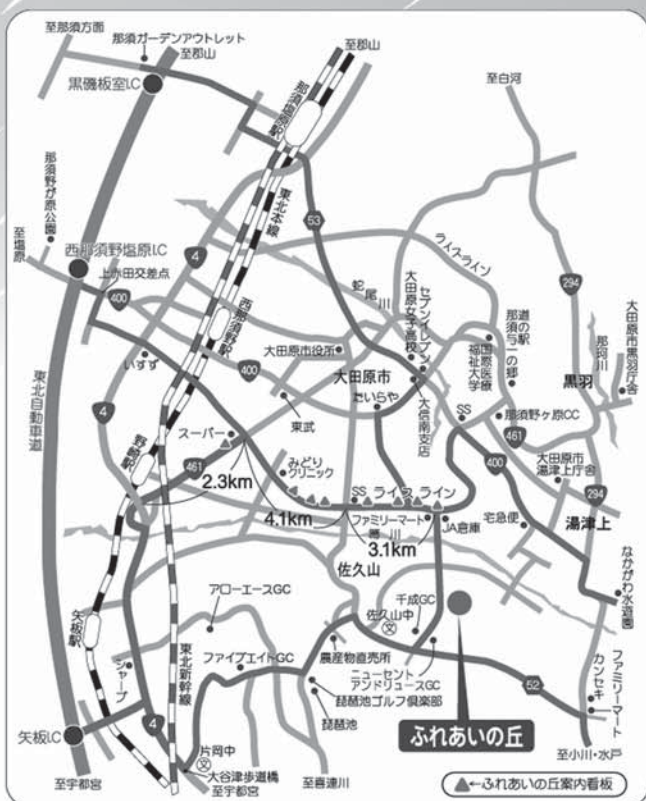 至那須方面
那須ガーデンアウトレット
至郡山
黒磯板室I.C
至郡山
那須塩原駅
至白河
東北本線
53
那須野が原公園
至塩原
西那須野塩原I.C
上井田交差点
400
4
西那須野駅
蛇尾川
ライスライン
294
大田原女子高校
セブンイレブン
国際医療福祉大学
道の駅
那須与一の郷
大田原市黒羽庁舎
那珂川
黒羽
いすず
大田原市役所
400
大田原市
たいらや
大信南支店
東北自動車道
東武
SS
那須野ヶ原CC
461
4
スーパー
野崎駅
461
みどり
クリニック
400
大田原市
湯津上庁舎
294
2.3km
SS
ライスライン
4.1km
ファミリーマート
JA倉庫
宅急便
湯津上
3.1km
佐久山
なかがわ水遊園
アローエースGC
佐久山中
文
千成GC
矢板駅
シャープ
東北新幹線
ファイブエイトGC
農産物直売所
ニューセント
アンドリュースGC
琵琶池ゴルフ倶楽部
琵琶池
52
カンセキ
ファミリーマート
4
矢板I.C
ふれあいの丘
片岡中
文
大谷津歩道橋
至小川・水戸
至宇都宮
至宇都宮
至喜連川
▲←ふれあいの丘案内看板